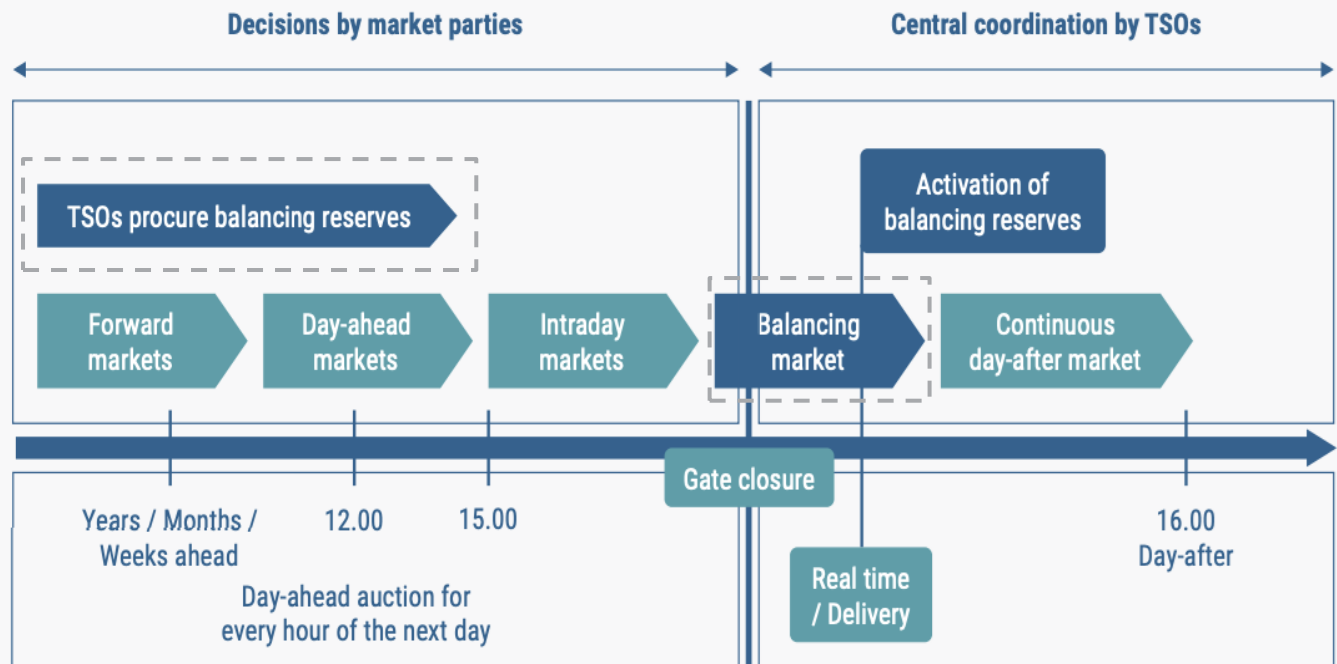 Decisions by market parties
Central coordination by TSOs
TSOs procure balancing reserves
Activation of
balancing reserves
Forward
markets
Day-ahead
markets
Intraday
markets
Balancing
market
Continuous
day-after market
Gate closure
Years / Months /
Weeks ahead
12.00
15.00
16.00
Day-after
Day-ahead auction for
every hour of the next day
Real time
/ Delivery